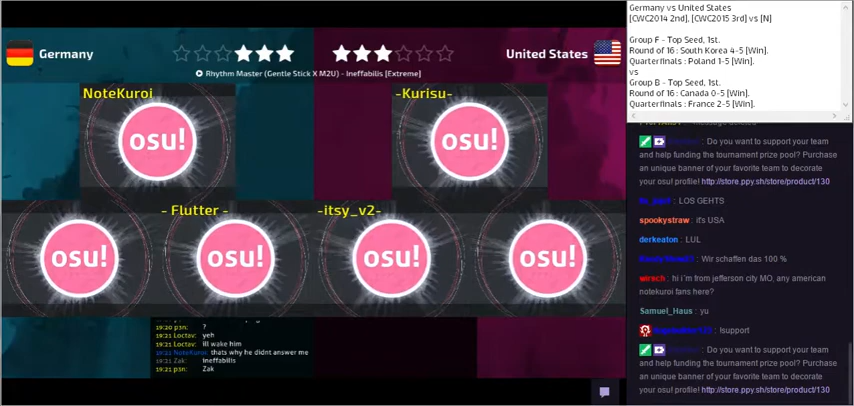 Germany
United States
Rhythm Master (Gentle Stick X M2U) - Ineffabilis [Extreme]
NoteKuroi
-Kurisu-
osu!
osu!
- Flutter -
-itsy_v2-
osu!
osu!
osu!
osu!
19:20 p3n: ?
19:21 Loctav: yeh
19:21 Loctav: ill wake him
19:21 NoteKuroi: thats why he didnt answer me
19:21 Zak: ineffabilis
19:21 p3n: Zak
Germany vs United States
[CWC2014 2nd], [CWC2015 3rd] vs [N]
Group F - Top Seed, 1st.
Round of 16 : South Korea 4-5 [Win].
Quarterfinals : Poland 1-5 [Win].
vs
Group B - Top Seed, 1st.
Round of 16 : Canada 0-5 [Win].
Quarterfinals : France 2-5 [Win].
: Do you want to support your team
and help funding the tournament prize pool? Purchase
an unique banner of your favorite team to decorate
your osu! profile! http://store.ppy.sh/store/product/130
: LOS GEHTS
spookystraw : it's USA
derkeaton : LUL
: Wir schaffen das 100 %
wirsch : hi i´m from jefferson city MO, any american
notekuroi fans here?
Samuel_Haus : yu
: !support
: Do you want to support your team
and help funding the tournament prize pool? Purchase
an unique banner of your favorite team to decorate
your osu! profile! http://store.ppy.sh/store/product/130